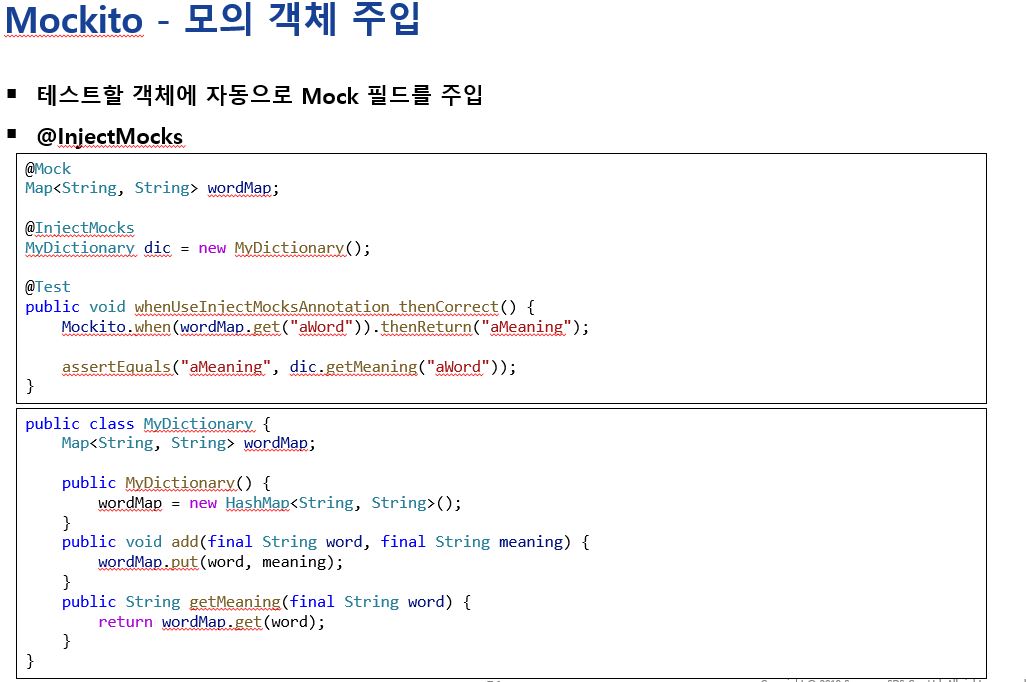 Mockito - 모의 객체 주입
■ 테스트할 객체에 자동으로 Mock 필드를 주입
■ @InjectMocks
@Mock
Map<String, String> wordMap;
@InjectMocks
MyDictionary dic = new MyDictionary();
@Test
public void whenUseInjectMocksAnnotation_thenCorrect() {
    Mockito.when(wordMap.get("aWord")).thenReturn("aMeaning");
    assertEquals("aMeaning", dic.getMeaning("aWord"));
}
public class MyDictionary {
    Map<String, String> wordMap;
    public MyDictionary() {
        wordMap = new HashMap<String, String>();
    }
    public void add(final String word, final String meaning) {
        wordMap.put(word, meaning);
    }
    public String getMeaning(final String word) {
        return wordMap.get(word);
    }
}